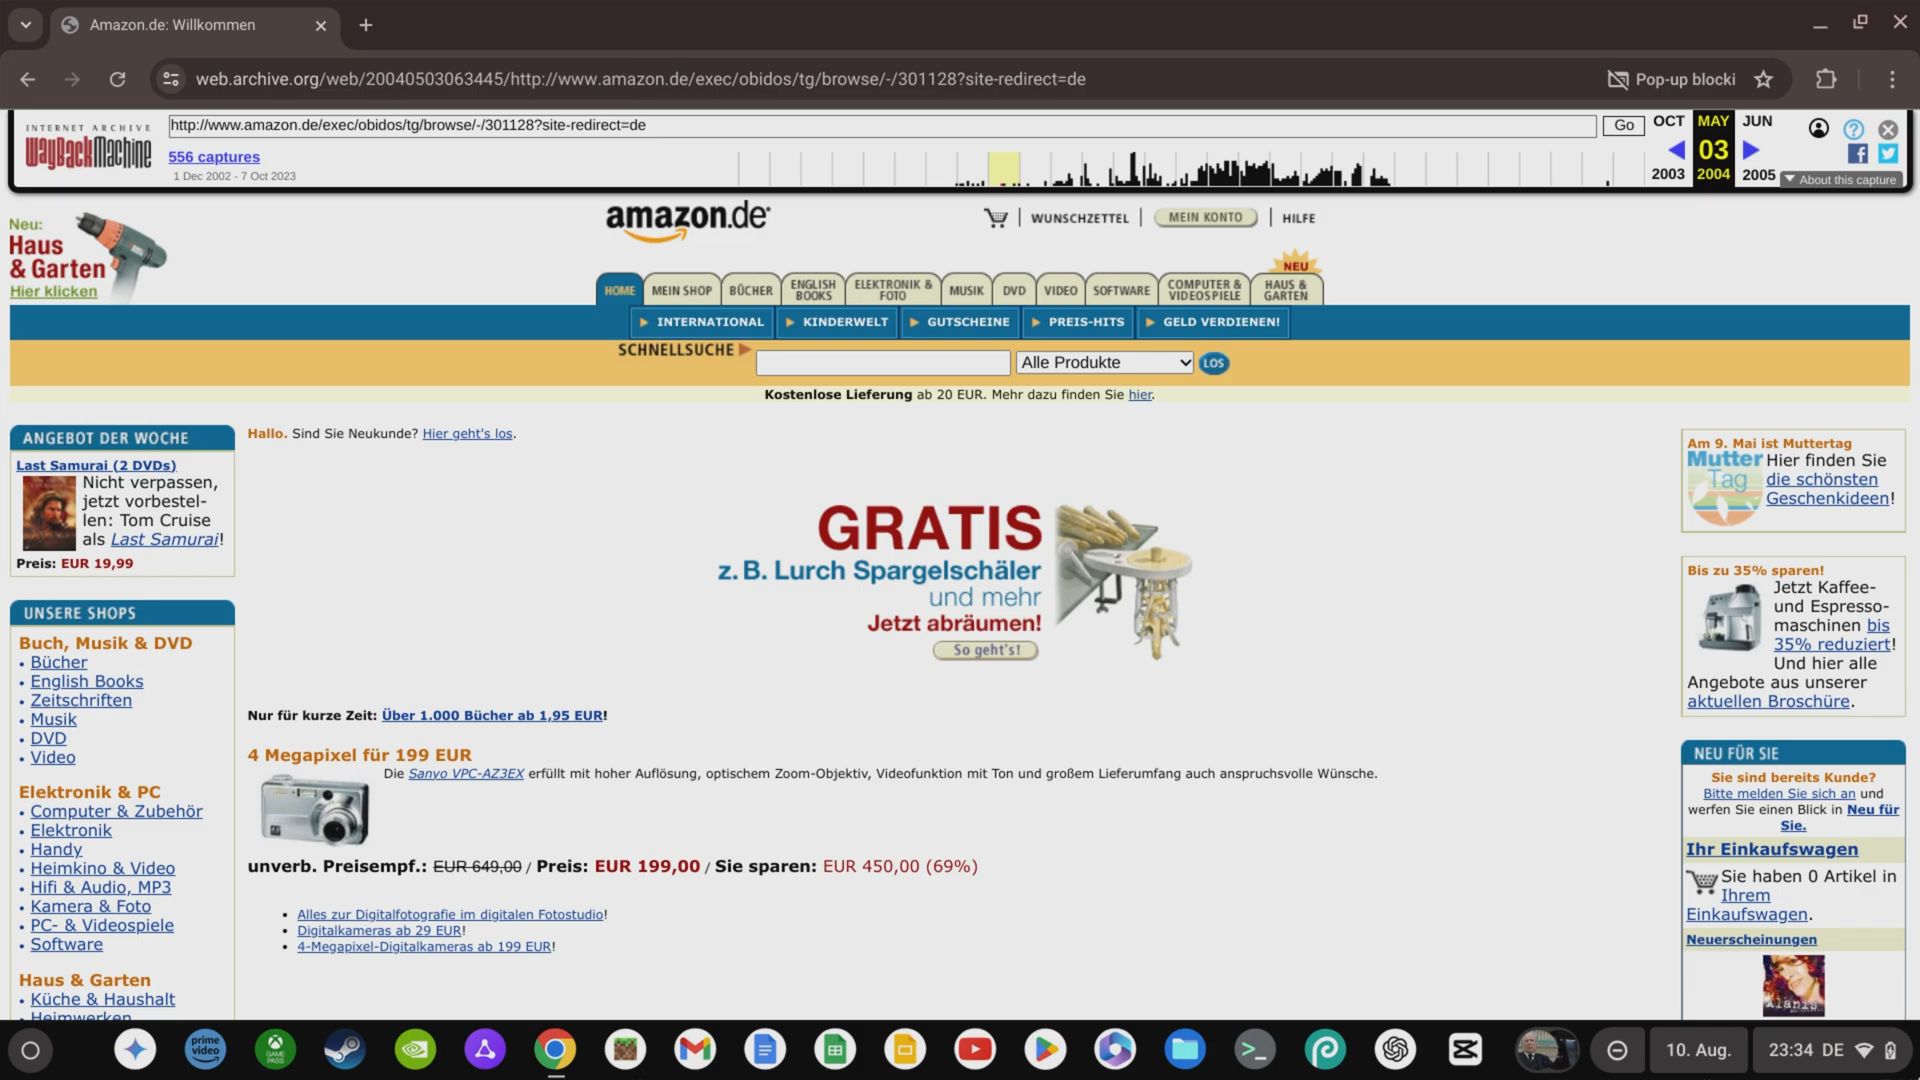 Amazon.de: Willkommen
web.archive.org/web/20040503063445/http://www.amazon.de/exec/obidos/tg/browse/-/301128?site-redirect=de
Pop-up blocki
INTERNET ARCHIVE
WayBackMachine
http://www.amazon.de/exec/obidos/tg/browse/-/301128?site-redirect=de
Go
556 captures
1 Dec 2002 - 7 Oct 2023
OCT MAY JUN
03
2003 2004 2005
About this capture
Neu:
Haus
& Garten
Hier klicken
amazon.de
WUNSCHZETTEL
MEIN KONTO
HILFE
NEU
HOME
MEIN SHOP
BÜCHER
ENGLISH BOOKS
ELEKTRONIK & FOTO
MUSIK
DVD
VIDEO
SOFTWARE
COMPUTER & VIDEOSPIELE
HAUS & GARTEN
INTERNATIONAL
KINDERWELT
GUTSCHEINE
PREIS-HITS
GELD VERDIENEN!
SCHNELLSUCHE
Alle Produkte
LOS
Kostenlose Lieferung ab 20 EUR. Mehr dazu finden Sie hier.
ANGEBOT DER WOCHE
Last Samurai (2 DVDs)
Nicht verpassen,
jetzt vorbestel-
len: Tom Cruise
als Last Samurai!
Preis: EUR 19,99
UNSERE SHOPS
Buch, Musik & DVD
• Bücher
• English Books
• Zeitschriften
• Musik
• DVD
• Video
Elektronik & PC
• Computer & Zubehör
• Elektronik
• Handy
• Heimkino & Video
• Hifi & Audio, MP3
• Kamera & Foto
• PC- & Videospiele
• Software
Haus & Garten
• Küche & Haushalt
• Heimwerken
Hallo. Sind Sie Neukunde? Hier geht's los.
GRATIS
z. B. Lurch Spargelschäler
und mehr
Jetzt abräumen!
So geht's!
Nur für kurze Zeit: Über 1.000 Bücher ab 1,95 EUR!
4 Megapixel für 199 EUR
Die Sanyo VPC-AZ3EX erfüllt mit hoher Auflösung, optischem Zoom-Objektiv, Videofunktion mit Ton und großem Lieferumfang auch anspruchsvolle Wünsche.
unverb. Preisempf.: EUR 649,00 / Preis: EUR 199,00 / Sie sparen: EUR 450,00 (69%)
• Alles zur Digitalfotografie im digitalen Fotostudio!
• Digitalkameras ab 29 EUR!
• 4-Megapixel-Digitalkameras ab 199 EUR!
Am 9. Mai ist Muttertag
Mutter
Tag
Hier finden Sie
die schönsten
Geschenkideen!
Bis zu 35% sparen!
Jetzt Kaffee-
und Espresso-
maschinen bis
35% reduziert!
Und hier alle
Angebote aus unserer
aktuellen Broschüre.
NEU FÜR SIE
Sie sind bereits Kunde?
Bitte melden Sie sich an und
werfen Sie einen Blick in Neu für
Sie.
Ihr Einkaufswagen
Sie haben 0 Artikel in
Ihrem
Einkaufswagen.
Neuerscheinungen
Alanis
prime
video
GAME
PASS
10. Aug.
23:34 DE